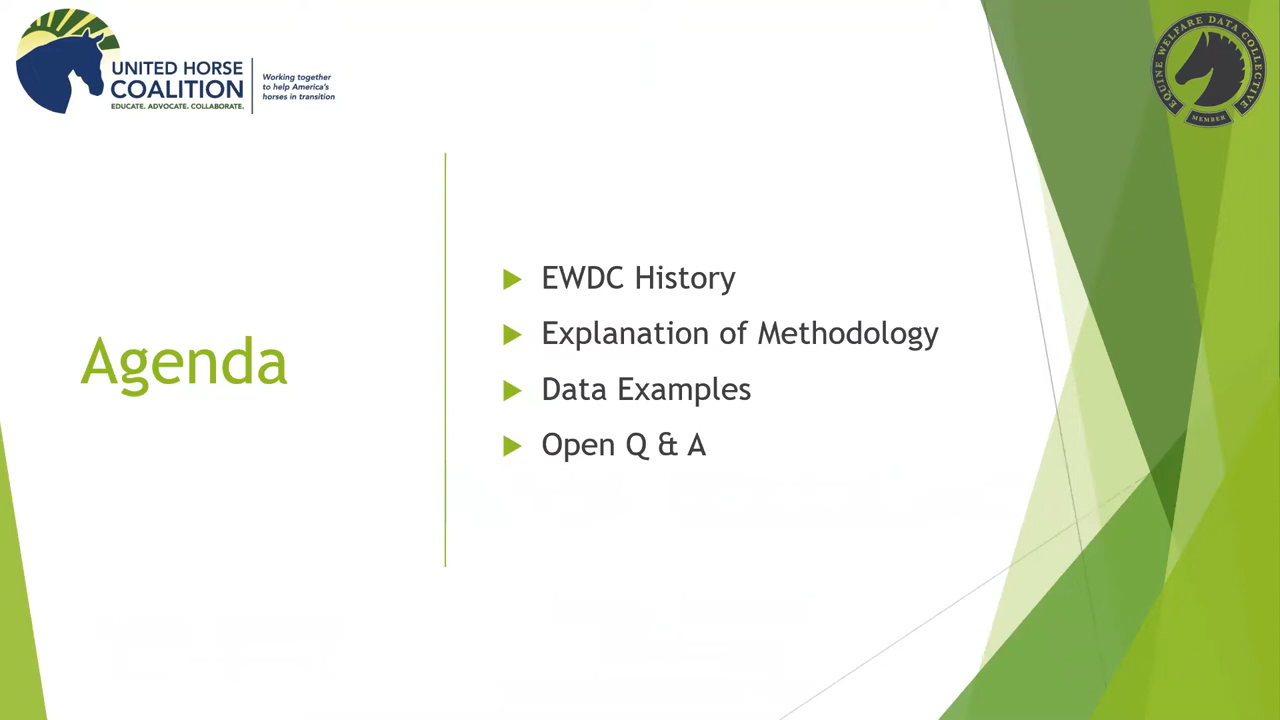 UNITED HORSE
COALITION
EDUCATE. ADVOCATE. COLLABORATE.
Working together
to help America's
horses in transition
EQUINE WELFARE DATA COLLECTIVE
MEMBER
Agenda
EWDC History
Explanation of Methodology
Data Examples
Open Q & A